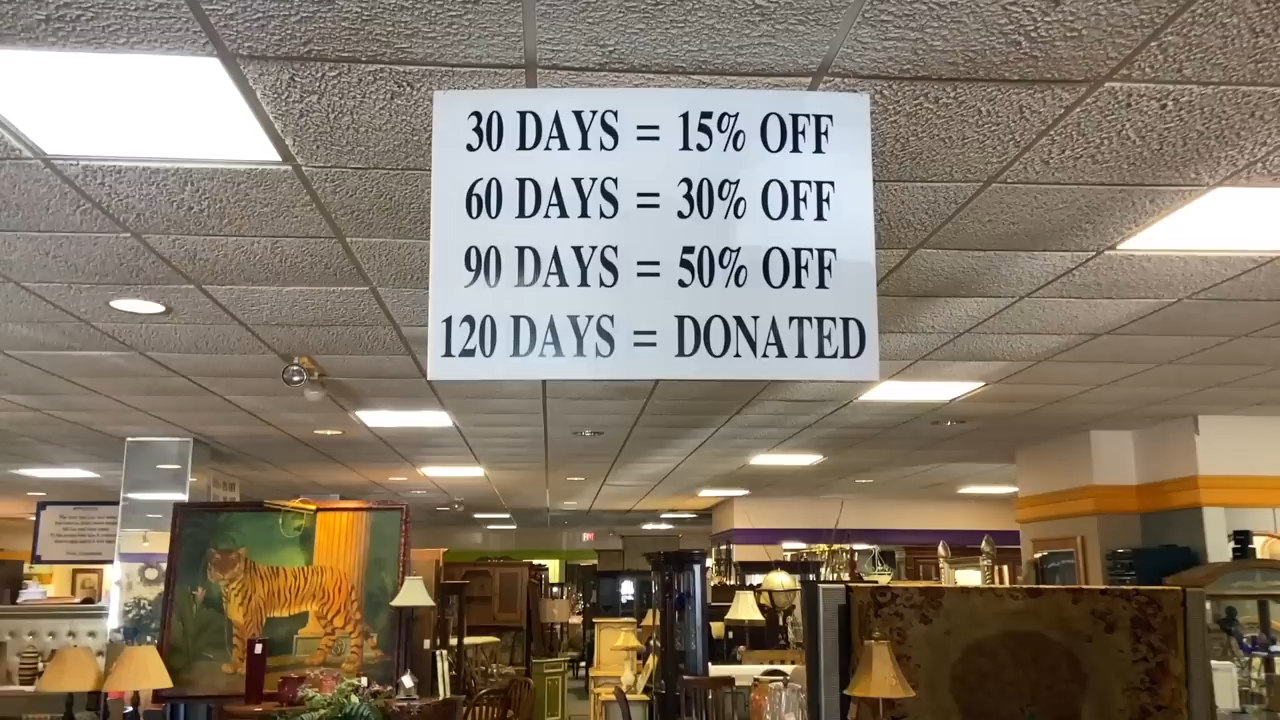 30 DAYS = 15% OFF
60 DAYS = 30% OFF
90 DAYS = 50% OFF
120 DAYS = DONATED